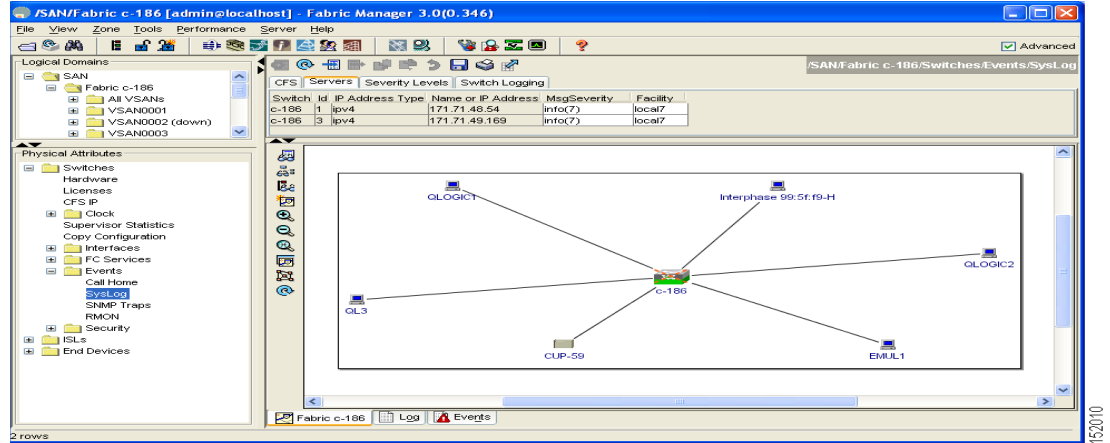 /SAN/Fabric c-186 [admin@localhost] - Fabric Manager 3.0(0.346)
File View Zone Tools Performance Server Help
Advanced
Logical Domains
SAN
Fabric c-186
All VSANs
VSAN0001
VSAN0002 (down)
VSAN0003
/SAN/Fabric c-186/Switches/Events/SysLog
CFS Servers Severity Levels Switch Logging
Switch Id IP Address Type Name or IP Address MsgSeverity Facility
c-186 1 ipv4 171.71.48.54 info(7) local7
c-186 3 ipv4 171.71.49.169 info(7) local7
Physical Attributes
Switches
Hardware
Licenses
CFS IP
Clock
Supervisor Statistics
Copy Configuration
Interfaces
FC Services
Events
Call Home
SysLog
SNMP Traps
RMON
Security
ISLs
End Devices
QLOGIC1
Interphase 99:5f:f9-H
QLOGIC2
c-186
QL3
CUP-59
EMUL1
Fabric c-186 Log Events
2 rows
152010